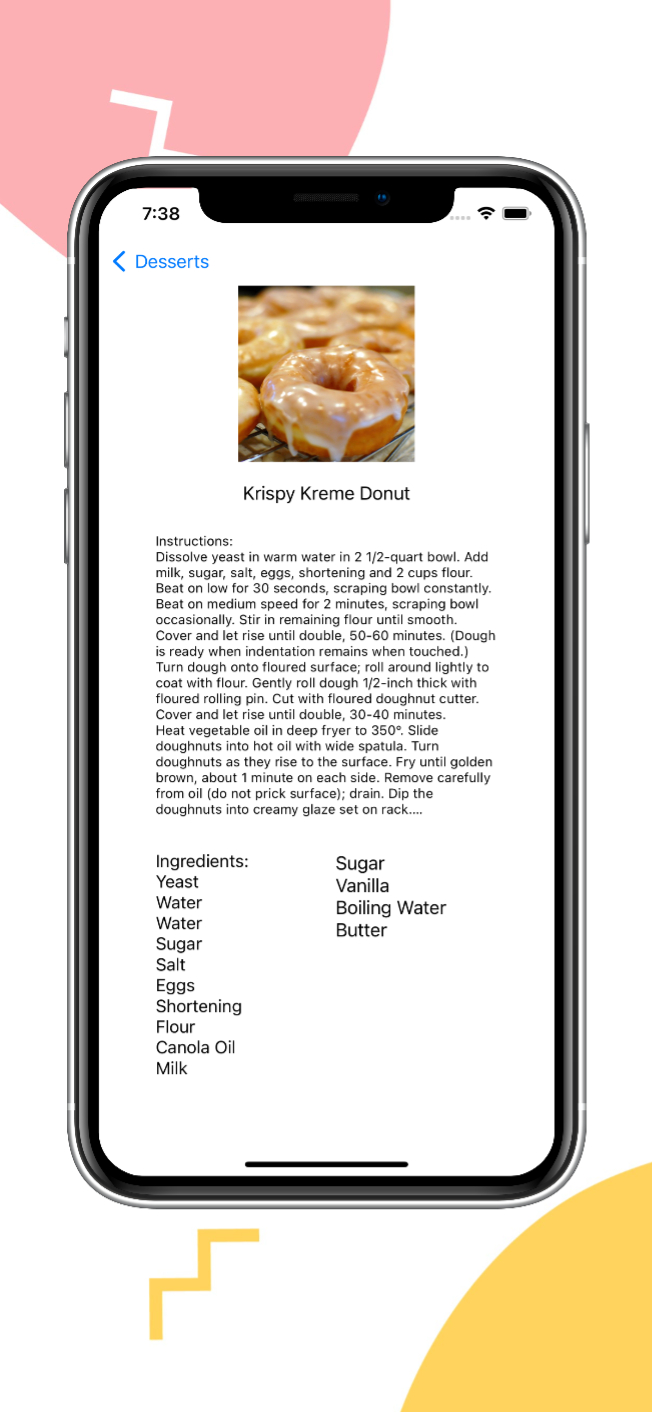 7:38
Desserts
Krispy Kreme Donut
Instructions:
Dissolve yeast in warm water in 2 1/2-quart bowl. Add
milk, sugar, salt, eggs, shortening and 2 cups flour.
Beat on low for 30 seconds, scraping bowl constantly.
Beat on medium speed for 2 minutes, scraping bowl
occasionally. Stir in remaining flour until smooth.
Cover and let rise until double, 50-60 minutes. (Dough
is ready when indentation remains when touched.)
Turn dough onto floured surface; roll around lightly to
coat with flour. Gently roll dough 1/2-inch thick with
floured rolling pin. Cut with floured doughnut cutter.
Cover and let rise until double, 30-40 minutes.
Heat vegetable oil in deep fryer to 350°. Slide
doughnuts into hot oil with wide spatula. Turn
doughnuts as they rise to the surface. Fry until golden
brown, about 1 minute on each side. Remove carefully
from oil (do not prick surface); drain. Dip the
doughnuts into creamy glaze set on rack....
Ingredients:
Yeast
Water
Water
Sugar
Salt
Eggs
Shortening
Flour
Canola Oil
Milk
Sugar
Vanilla
Boiling Water
Butter